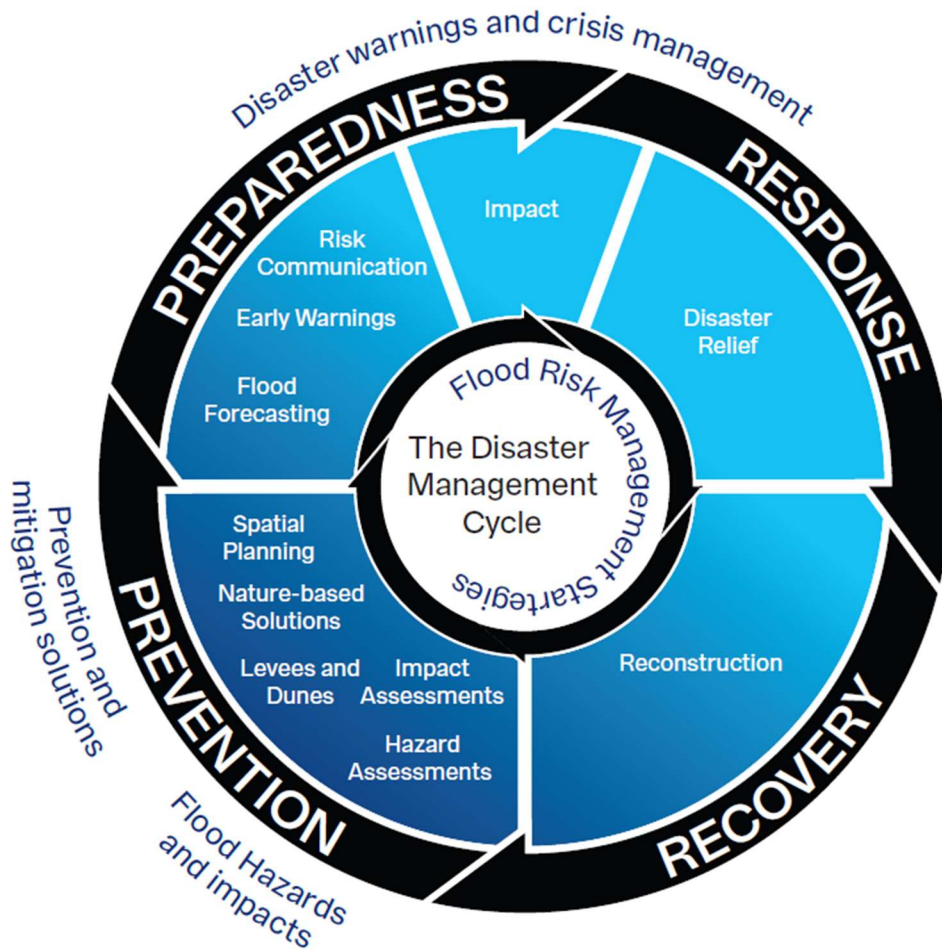 Disaster warnings and crisis management
PREPAREDNESS
RESPONSE
Impact
Risk
Communication
Early Warnings
Flood
Forecasting
Disaster
Relief
Flood Risk Management Startegies
The Disaster
Management
Cycle
Spatial
Planning
Nature-based
Solutions
Levees and
Dunes
Impact
Assessments
Hazard
Assessments
Reconstruction
PREVENTION
RECOVERY
Prevention and
mitigation solutions
Flood Hazards
and impacts